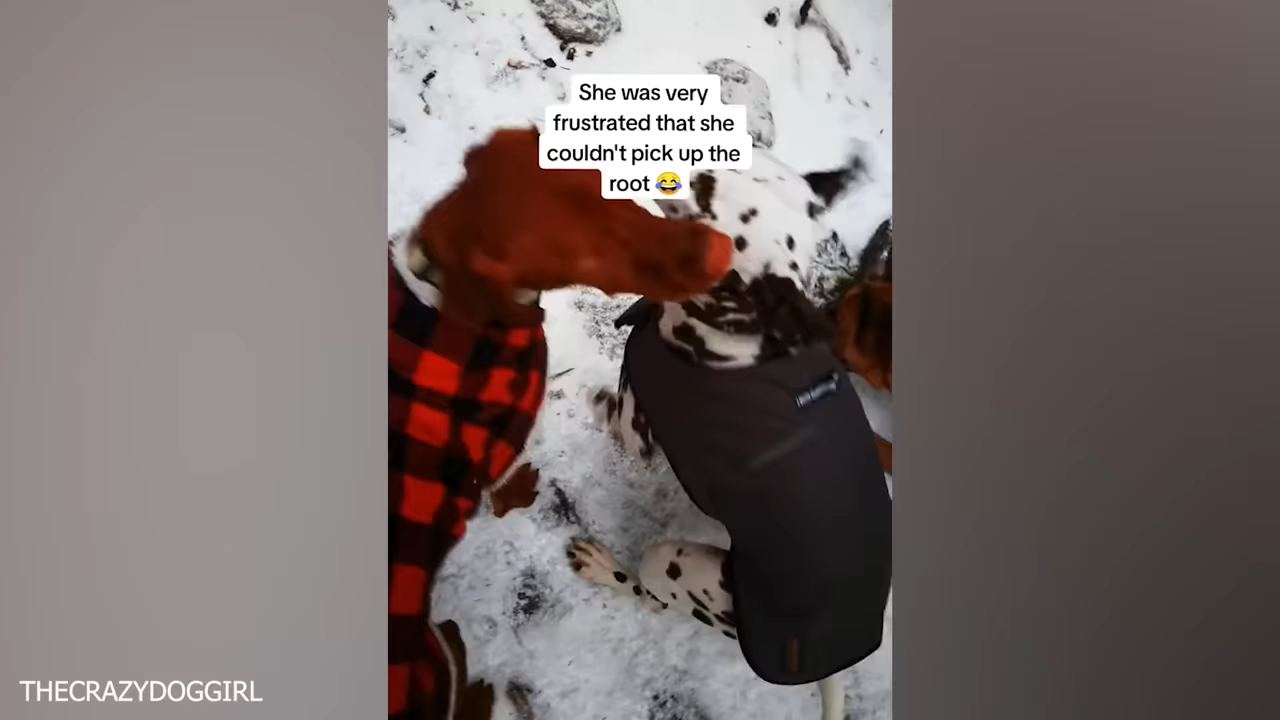 She was very
frustrated that she
couldn't pick up the
root 😂
THECRAZYDOGGIRL